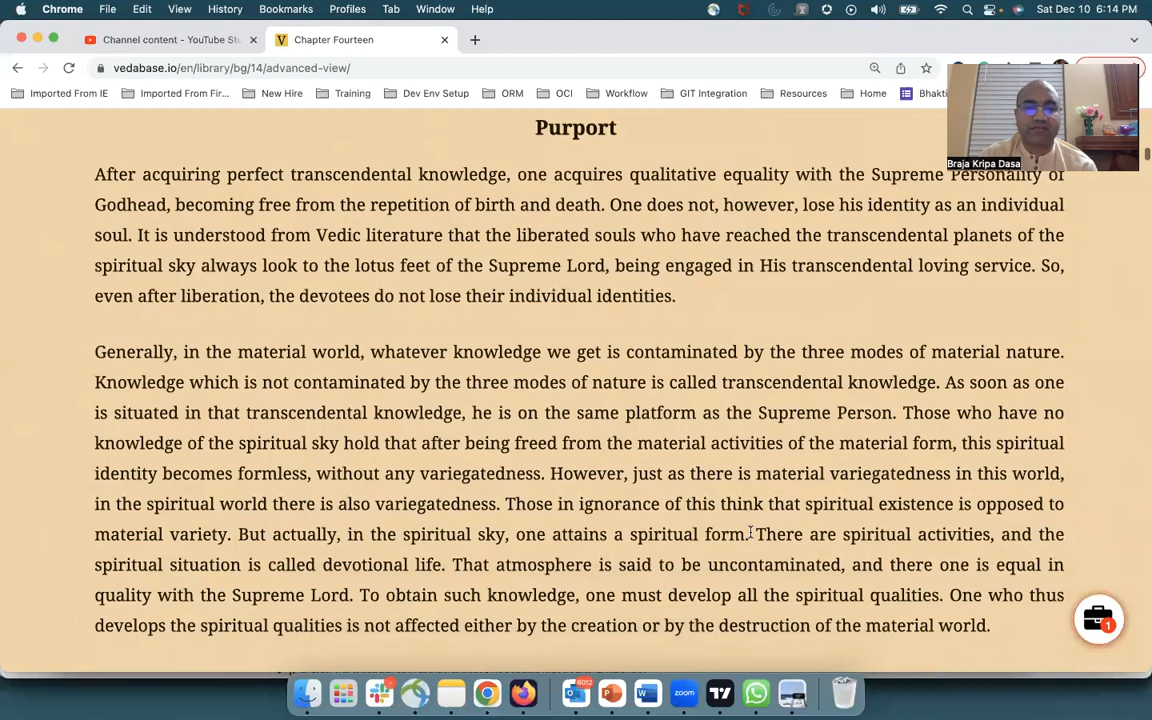 Chrome File Edit View History Bookmarks Profiles Tab Window Help Sat Dec 10 6:14 PM
Channel content - YouTube Stu Chapter Fourteen
vedabase.io/en/library/bg/14/advanced-view/
Imported From IE Imported From Fir... New Hire Training Dev Env Setup ORM OCI Workflow GIT Integration Resources Home Bhakti
Braja Kripa Dasa
Purport
After acquiring perfect transcendental knowledge, one acquires qualitative equality with the Supreme Personality of
Godhead, becoming free from the repetition of birth and death. One does not, however, lose his identity as an individual
soul. It is understood from Vedic literature that the liberated souls who have reached the transcendental planets of the
spiritual sky always look to the lotus feet of the Supreme Lord, being engaged in His transcendental loving service. So,
even after liberation, the devotees do not lose their individual identities.
Generally, in the material world, whatever knowledge we get is contaminated by the three modes of material nature.
Knowledge which is not contaminated by the three modes of nature is called transcendental knowledge. As soon as one
is situated in that transcendental knowledge, he is on the same platform as the Supreme Person. Those who have no
knowledge of the spiritual sky hold that after being freed from the material activities of the material form, this spiritual
identity becomes formless, without any variegatedness. However, just as there is material variegatedness in this world,
in the spiritual world there is also variegatedness. Those in ignorance of this think that spiritual existence is opposed to
material variety. But actually, in the spiritual sky, one attains a spiritual form. There are spiritual activities, and the
spiritual situation is called devotional life. That atmosphere is said to be uncontaminated, and there one is equal in
quality with the Supreme Lord. To obtain such knowledge, one must develop all the spiritual qualities. One who thus
develops the spiritual qualities is not affected either by the creation or by the destruction of the material world.
1
6012
zoom